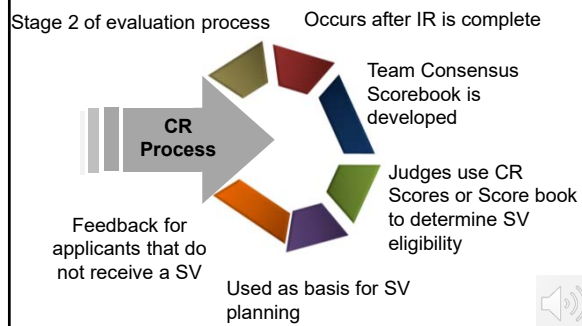 Stage 2 of evaluation process
Occurs after IR is complete
Team Consensus
Scorebook is
developed
CR
Process
Judges use CR
Scores or Score book
to determine SV
eligibility
Feedback for
applicants that do
not receive a SV
Used as basis for SV
planning